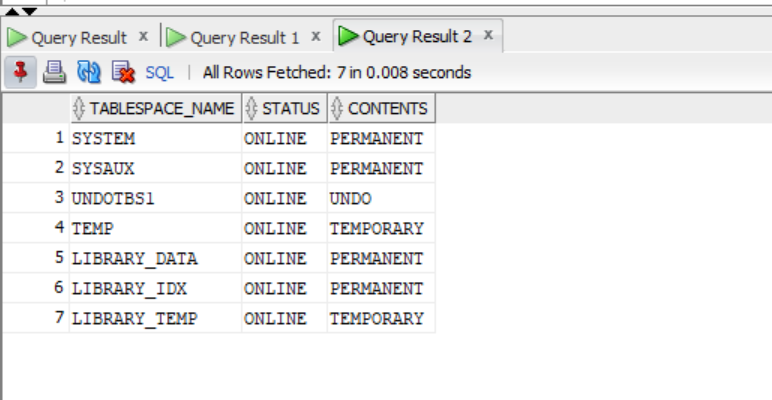 Query Result x Query Result 1 x Query Result 2 x
SQL | All Rows Fetched: 7 in 0.008 seconds
TABLESPACE_NAME STATUS CONTENTS
1 SYSTEM ONLINE PERMANENT
2 SYSAUX ONLINE PERMANENT
3 UNDOTBS1 ONLINE UNDO
4 TEMP ONLINE TEMPORARY
5 LIBRARY_DATA ONLINE PERMANENT
6 LIBRARY_IDX ONLINE PERMANENT
7 LIBRARY_TEMP ONLINE TEMPORARY